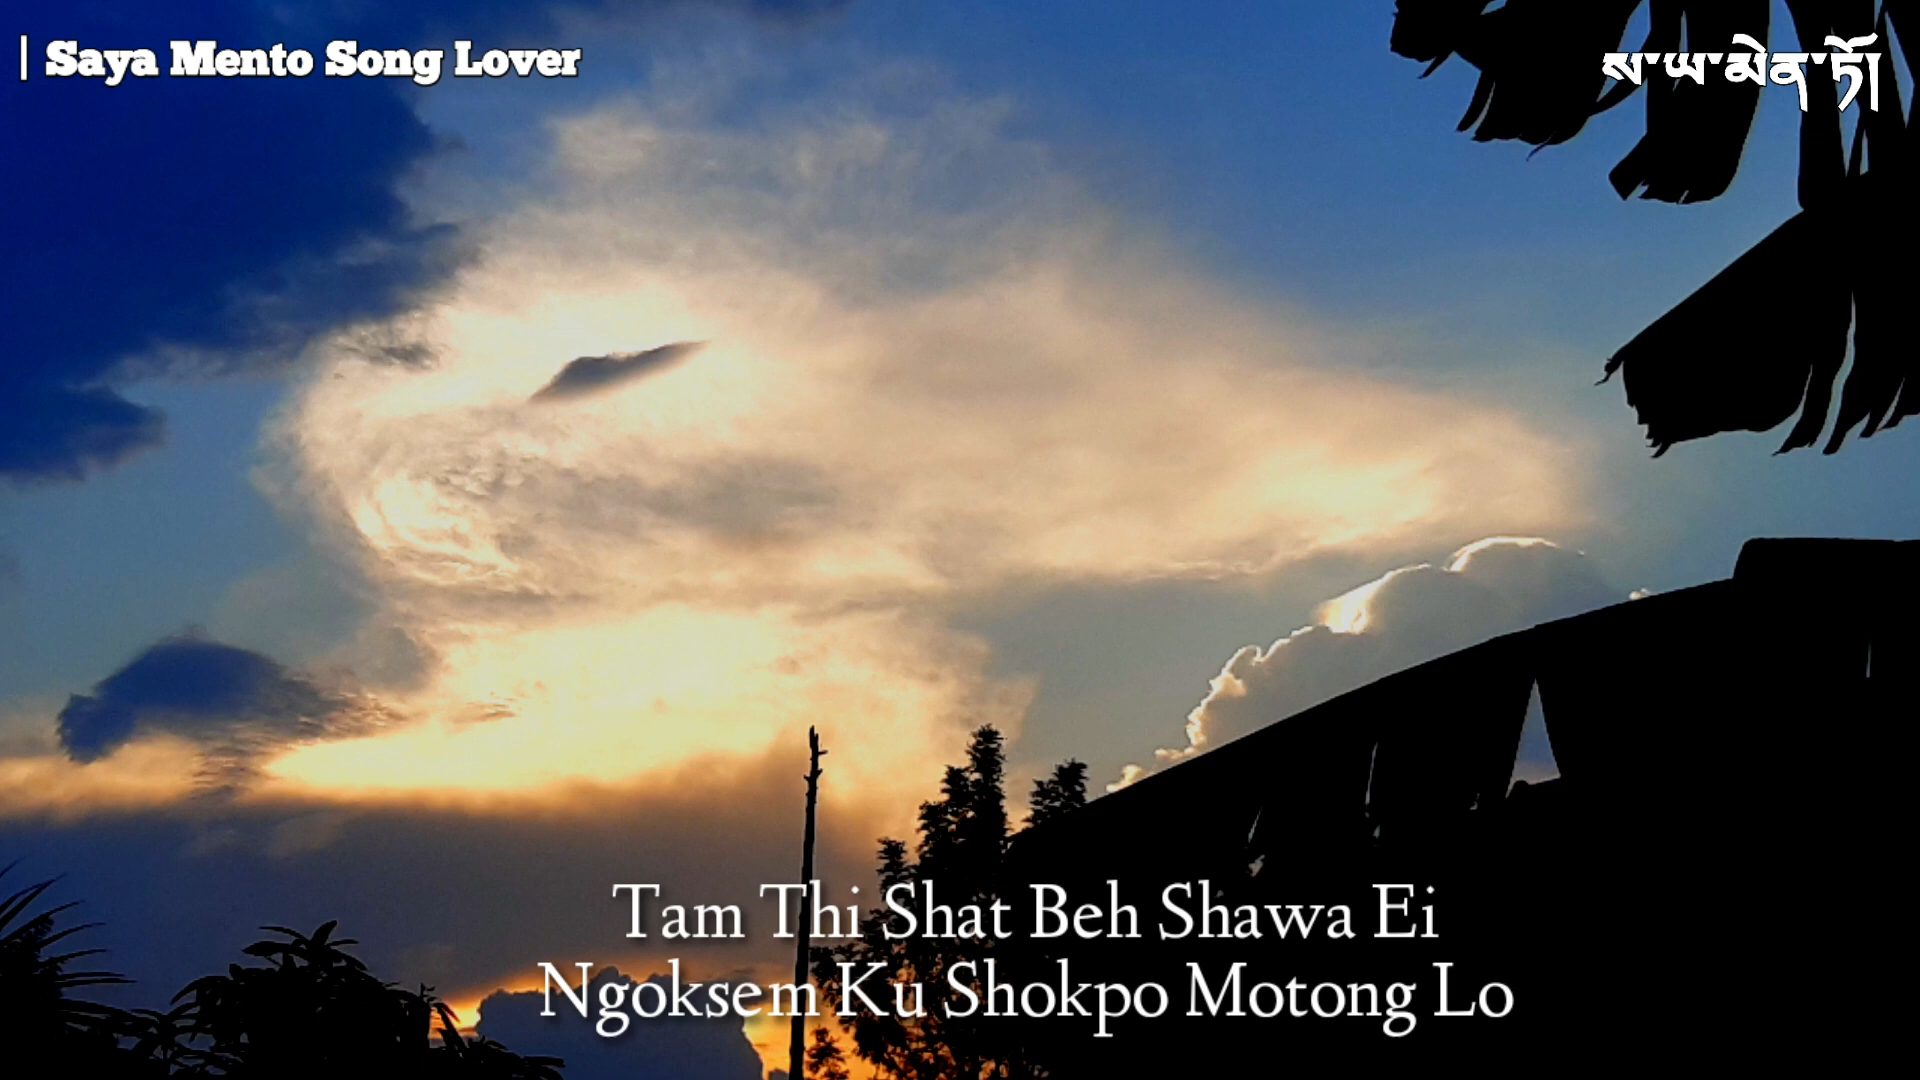 | Saya Mento Song Lover
ས་ཡ་མེན་ཏོ།
Tam Thi Shat Beh Shawa Ei
Ngoksem Ku Shokpo Motong Lo